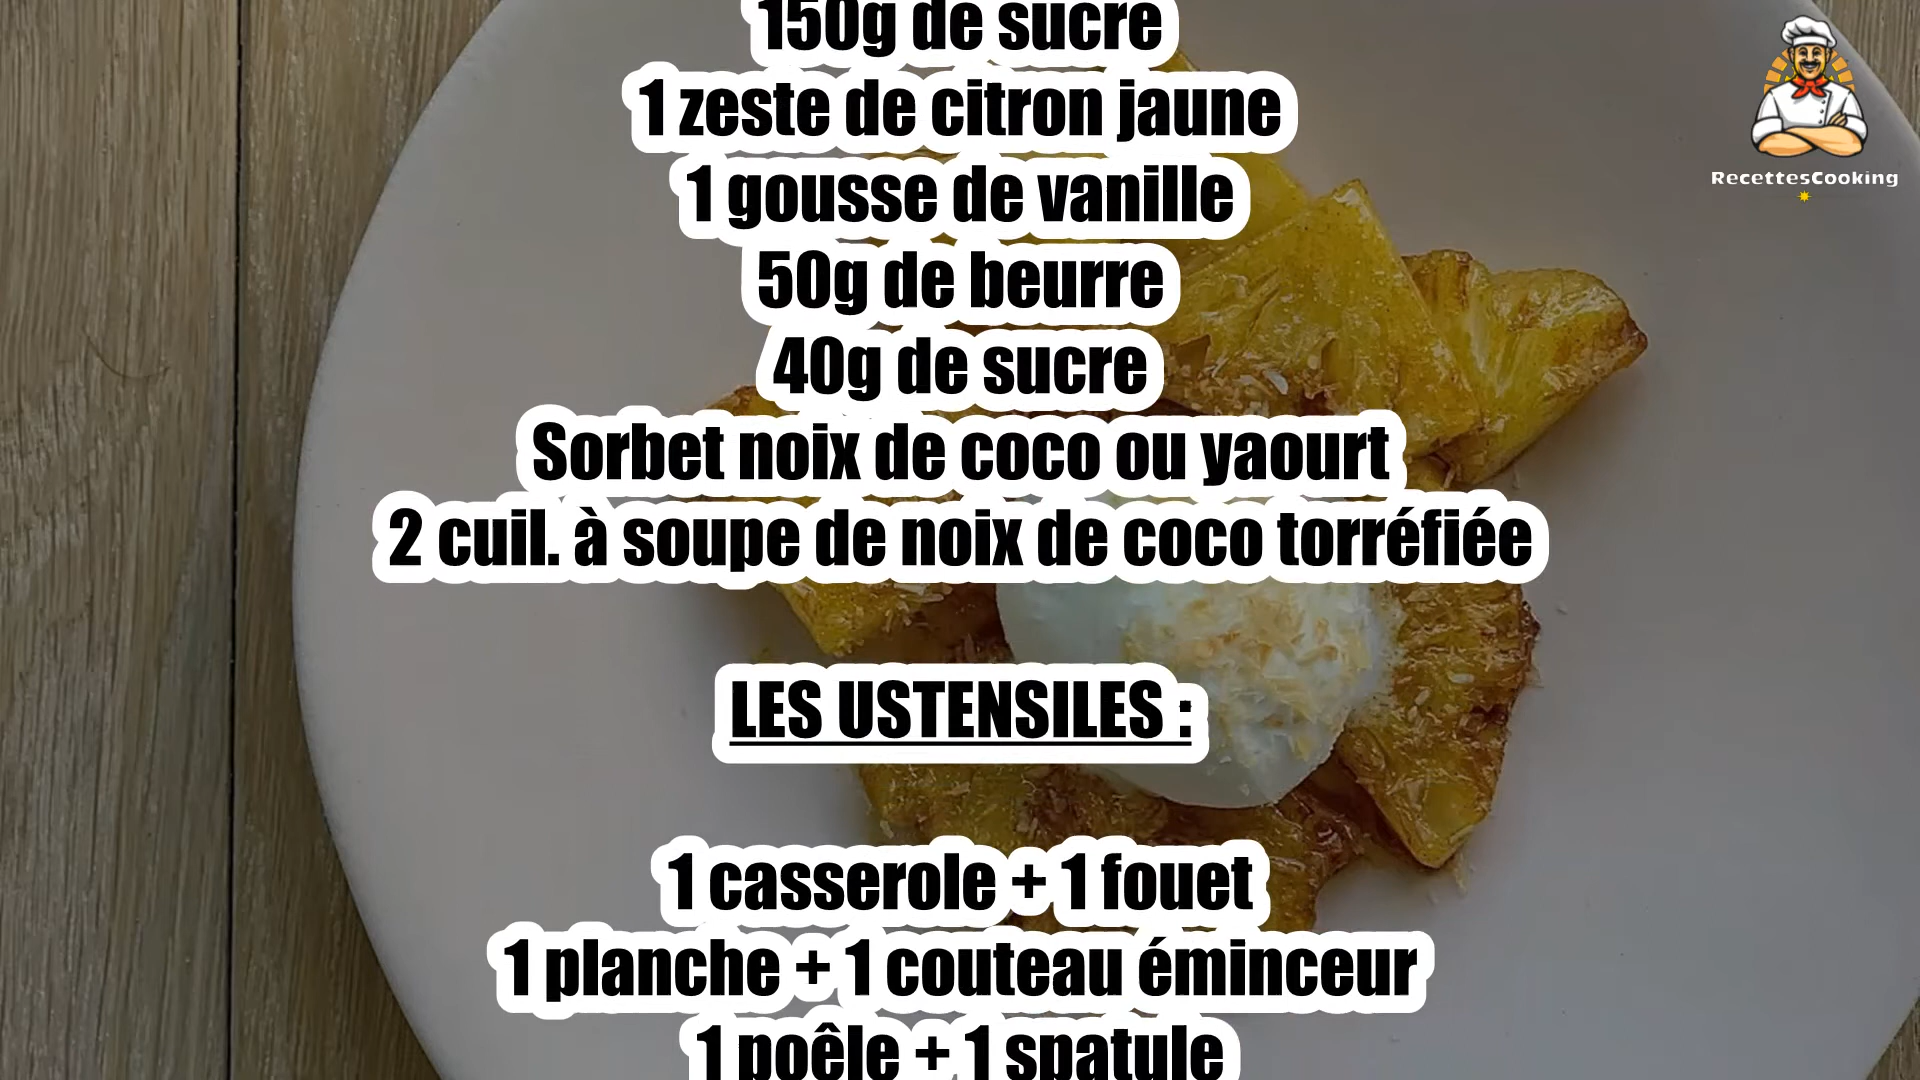 150g de sucre
1 zeste de citron jaune
1 gousse de vanille
50g de beurre
40g de sucre
Sorbet noix de coco ou yaourt
2 cuil. à soupe de noix de coco torréfiée
LES USTENSILES :
1 casserole + 1 fouet
1 planche + 1 couteau éminceur
1 poêle + 1 spatule
RecettesCooking